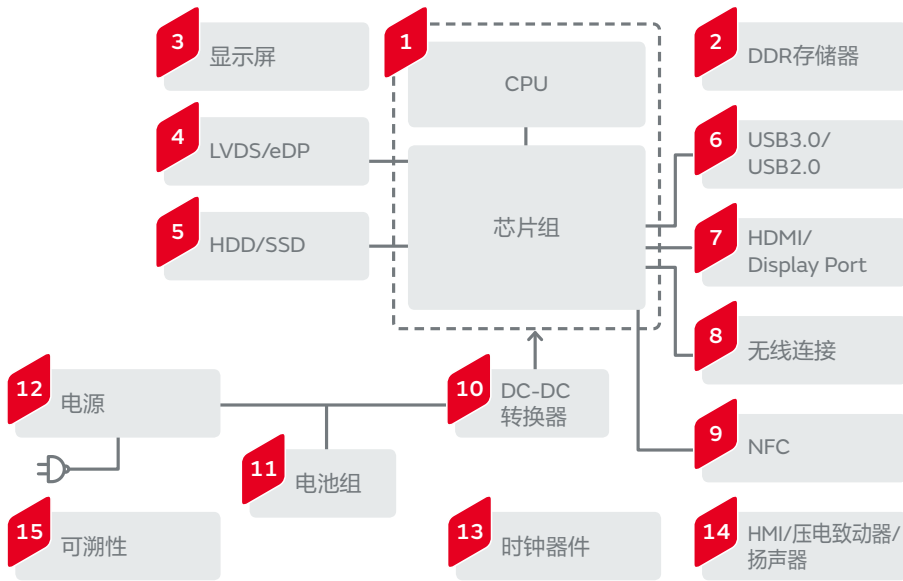 3
显示屏
1
CPU
2
DDR存储器
4
LVDS/eDP
6
USB3.0/
USB2.0
5
HDD/SSD
芯片组
7
HDMI/
Display Port
8
无线连接
12
电源
10
DC-DC
转换器
9
NFC
11
电池组
15
可溯性
13
时钟器件
14
HMI/压电致动器/
扬声器